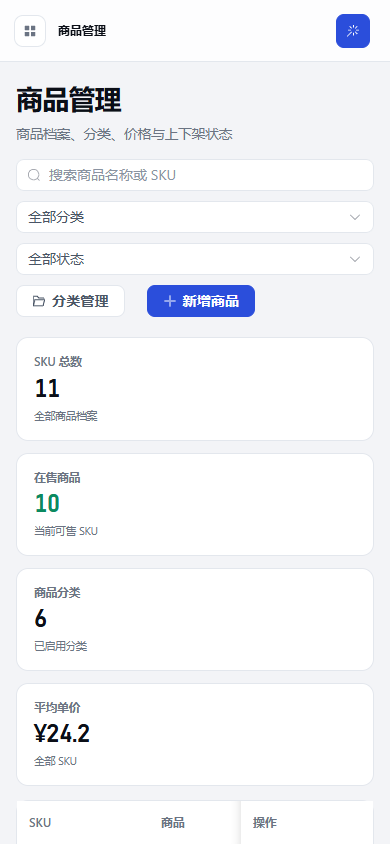 商品管理
商品管理
商品档案、分类、价格与上下架状态
搜索商品名称或 SKU
全部分类
全部状态
分类管理
新增商品
SKU 总数
11
全部商品档案
在售商品
10
当前可售 SKU
商品分类
6
已启用分类
平均单价
¥24.2
全部 SKU
SKU 商品 操作